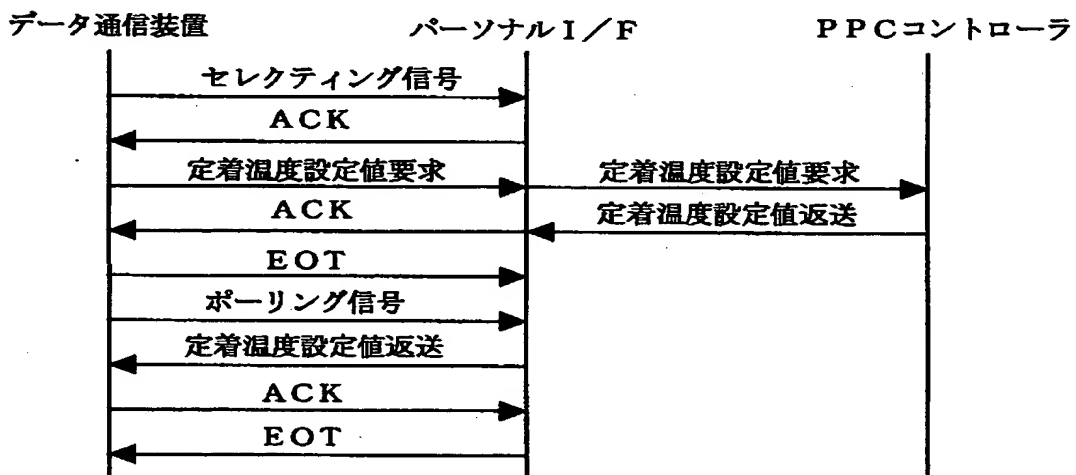 データ通信装置
パーソナルI/F
PPCコントローラ
セレクティング信号
ACK
定着温度設定値要求
定着温度設定値要求
ACK
定着温度設定値返送
EOT
ポーリング信号
定着温度設定値返送
ACK
EOT